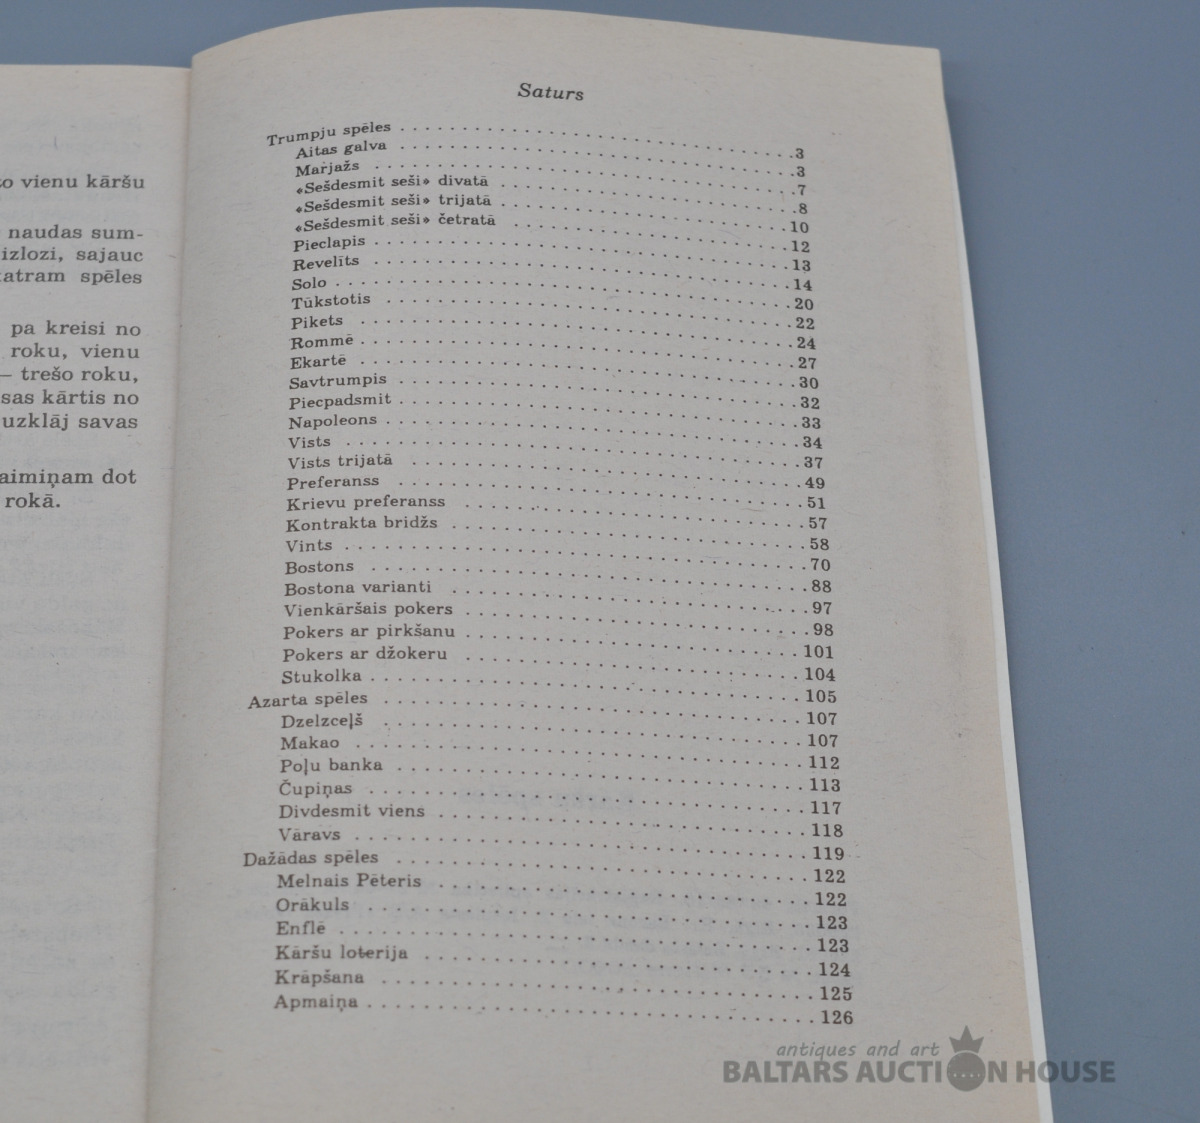 to vienu kāršu
naudas sum-
izlozi, sajauc
katram spēles
pa kreisi no
roku, vienu
— trešo roku,
sas kārtis no
uzklāj savas
aimiņam dot
rokā.
Saturs
Trumpju spēles . . . . . 3
Aitas galva . . . . . 3
Marjažs . . . . . 7
«Sešdesmit seši» divatā . . . . . 8
«Sešdesmit seši» trijatā . . . . . 10
«Sešdesmit seši» četratā . . . . . 12
Pieclapis . . . . . 13
Revelīts . . . . . 14
Solo . . . . . 20
Tūkstotis . . . . . 22
Pikets . . . . . 24
Rommē . . . . . 27
Ekartē . . . . . 30
Savtrumpis . . . . . 32
Piecpadsmit . . . . . 33
Napoleons . . . . . 34
Vists . . . . . 37
Vists trijatā . . . . . 49
Preferanss . . . . . 51
Krievu preferanss . . . . . 57
Kontrakta bridžs . . . . . 58
Vints . . . . . 70
Bostons . . . . . 88
Bostona varianti . . . . . 97
Vienkāršais pokers . . . . . 98
Pokers ar pirkšanu . . . . . 101
Pokers ar džokeru . . . . . 104
Stukolka . . . . . 105
Azarta spēles . . . . . 107
Dzelzceļš . . . . . 107
Makao . . . . . 112
Poļu banka . . . . . 113
Čupiņas . . . . . 117
Divdesmit viens . . . . . 118
Vāravs . . . . . 119
Dažādas spēles . . . . . 122
Melnais Pēteris . . . . . 122
Orākuls . . . . . 123
Enflē . . . . . 123
Kāršu loterija . . . . . 124
Krāpšana . . . . . 125
Apmaiņa . . . . . 126
antiques and art
BALTARS AUCTION HOUSE